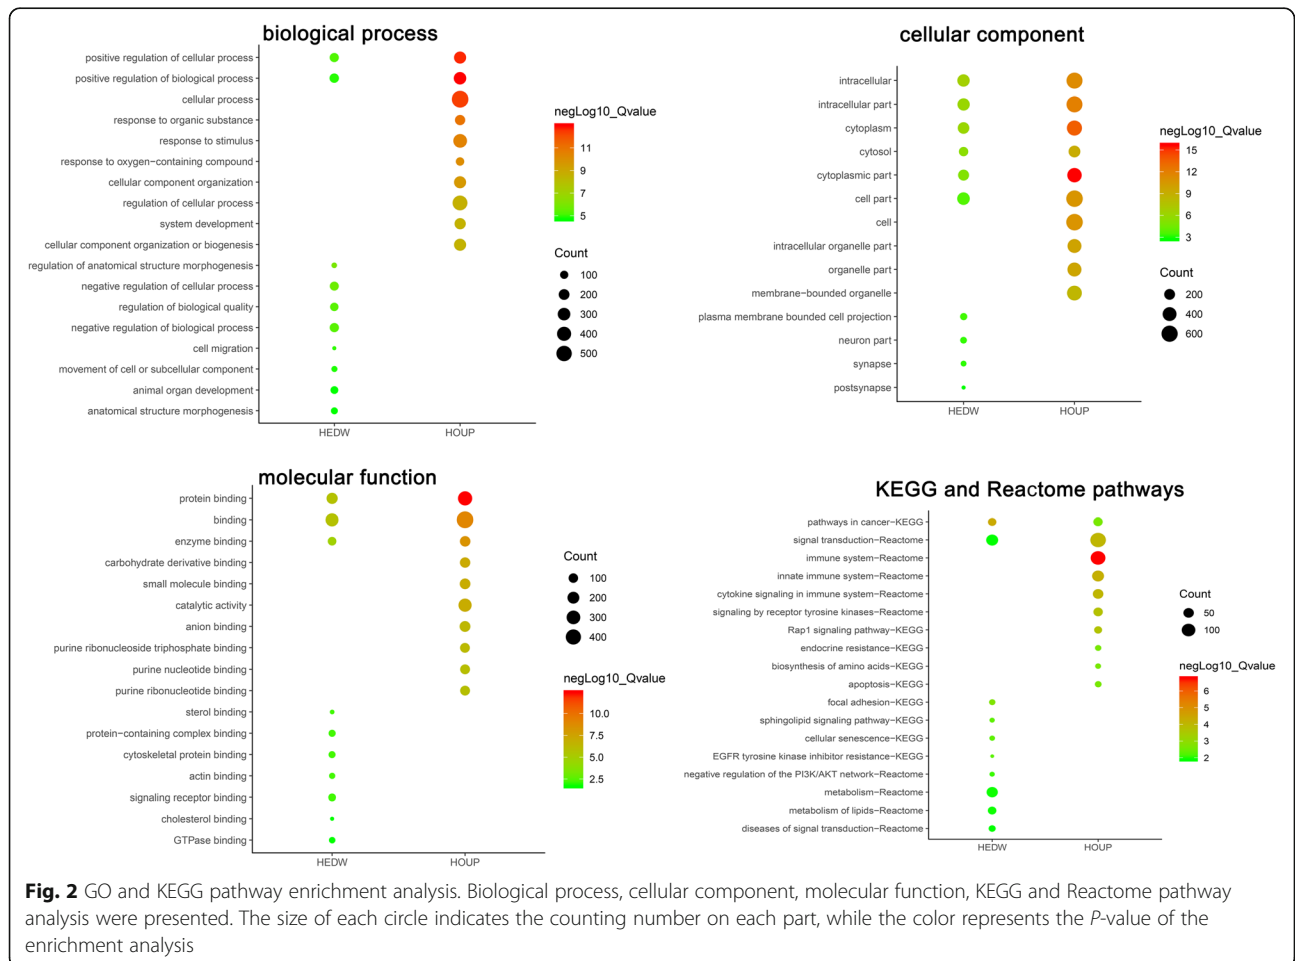 biological process
positive regulation of cellular process
positive regulation of biological process
cellular process
response to organic substance
response to stimulus
response to oxygen−containing compound
cellular component organization
regulation of cellular process
system development
cellular component organization or biogenesis
regulation of anatomical structure morphogenesis
negative regulation of cellular process
regulation of biological quality
negative regulation of biological process
cell migration
movement of cell or subcellular component
animal organ development
anatomical structure morphogenesis
HEDW HOUP
negLog10_Qvalue
11
9
7
5
Count
100
200
300
400
500
cellular component
intracellular
intracellular part
cytoplasm
cytosol
cytoplasmic part
cell part
cell
intracellular organelle part
organelle part
membrane−bounded organelle
plasma membrane bounded cell projection
neuron part
synapse
postsynapse
HEDW HOUP
negLog10_Qvalue
15
12
9
6
3
Count
200
400
600
molecular function
protein binding
binding
enzyme binding
carbohydrate derivative binding
small molecule binding
catalytic activity
anion binding
purine ribonucleoside triphosphate binding
purine nucleotide binding
purine ribonucleotide binding
sterol binding
protein−containing complex binding
cytoskeletal protein binding
actin binding
signaling receptor binding
cholesterol binding
GTPase binding
HEDW HOUP
Count
100
200
300
400
negLog10_Qvalue
10.0
7.5
5.0
2.5
KEGG and Reactome pathways
pathways in cancer−KEGG
signal transduction−Reactome
immune system−Reactome
innate immune system−Reactome
cytokine signaling in immune system−Reactome
signaling by receptor tyrosine kinases−Reactome
Rap1 signaling pathway−KEGG
endocrine resistance−KEGG
biosynthesis of amino acids−KEGG
apoptosis−KEGG
focal adhesion−KEGG
sphingolipid signaling pathway−KEGG
cellular senescence−KEGG
EGFR tyrosine kinase inhibitor resistance−KEGG
negative regulation of the PI3K/AKT network−Reactome
metabolism−Reactome
metabolism of lipids−Reactome
diseases of signal transduction−Reactome
HEDW HOUP
Count
50
100
negLog10_Qvalue
6
5
4
3
2
Fig. 2 GO and KEGG pathway enrichment analysis. Biological process, cellular component, molecular function, KEGG and Reactome pathway
analysis were presented. The size of each circle indicates the counting number on each part, while the color represents the P-value of the
enrichment analysis